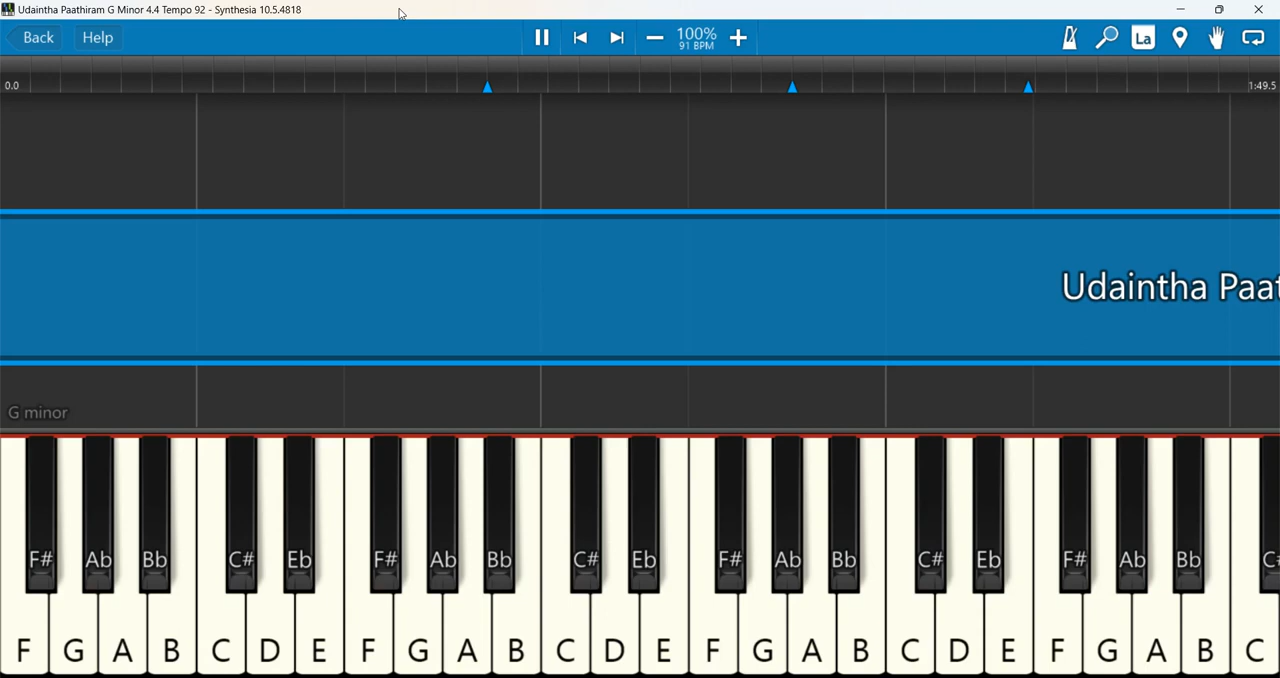 Udaintha Paathiram G Minor 4.4 Tempo 92 - Synthesia 10.5.4818
Back Help 100% La
91 BPM
0.0 1:49.5
Udaintha Paat
G minor
F# Ab Bb C# Eb F# Ab Bb C# Eb F# Ab Bb C# Eb F# Ab Bb C
F G A B C D E F G A B C D E F G A B C D E F G A B C